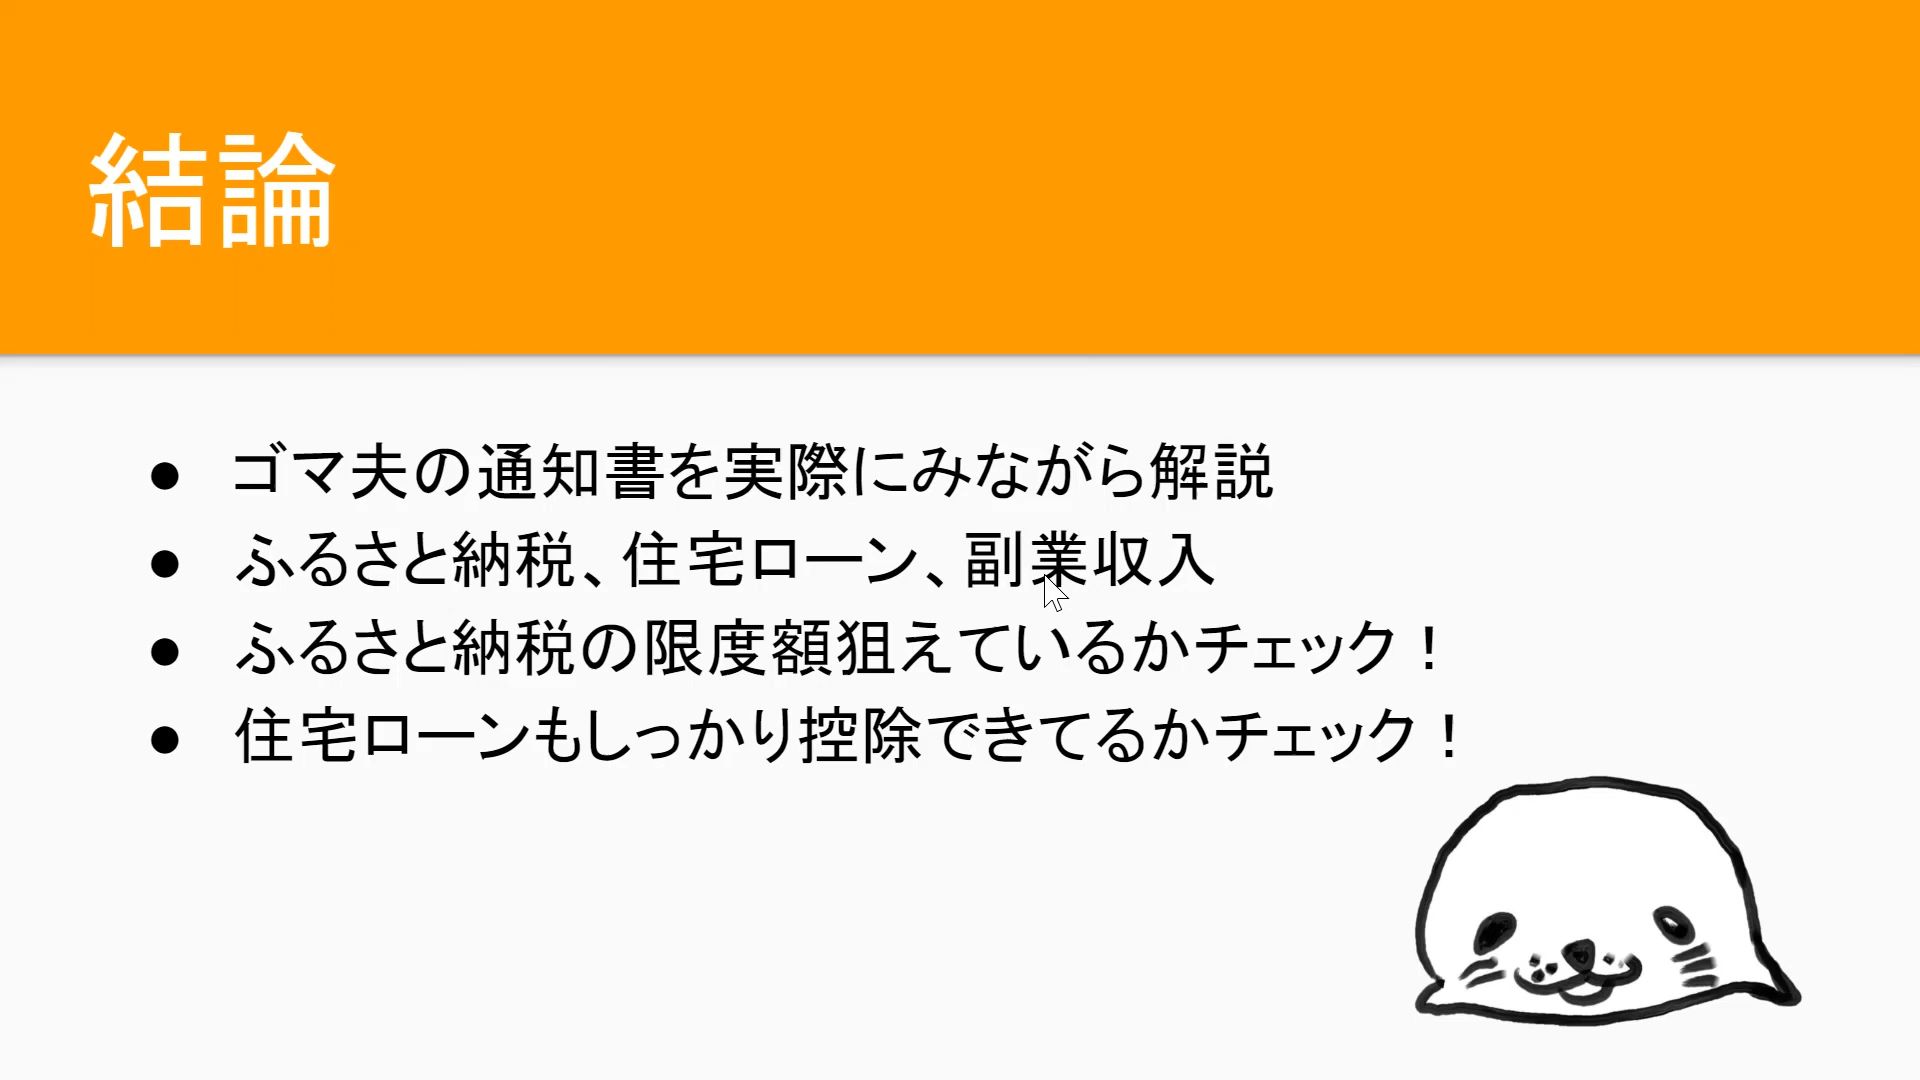 結論
● ゴマ夫の通知書を実際にみながら解説
● ふるさと納税、住宅ローン、副業収入
● ふるさと納税の限度額狙えているかチェック！
● 住宅ローンもしっかり控除できてるかチェック！